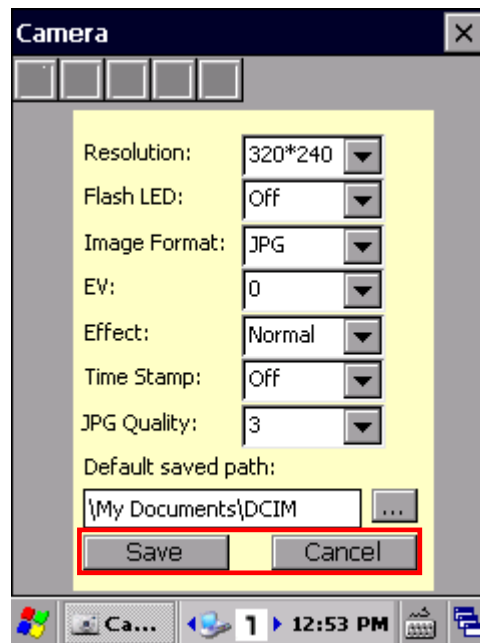 Camera
Resolution: 320*240
Flash LED: Off
Image Format: JPG
EV: 0
Effect: Normal
Time Stamp: Off
JPG Quality: 3
Default saved path:
\My Documents\DCIM ...
Save Cancel
Ca... 1 12:53 PM